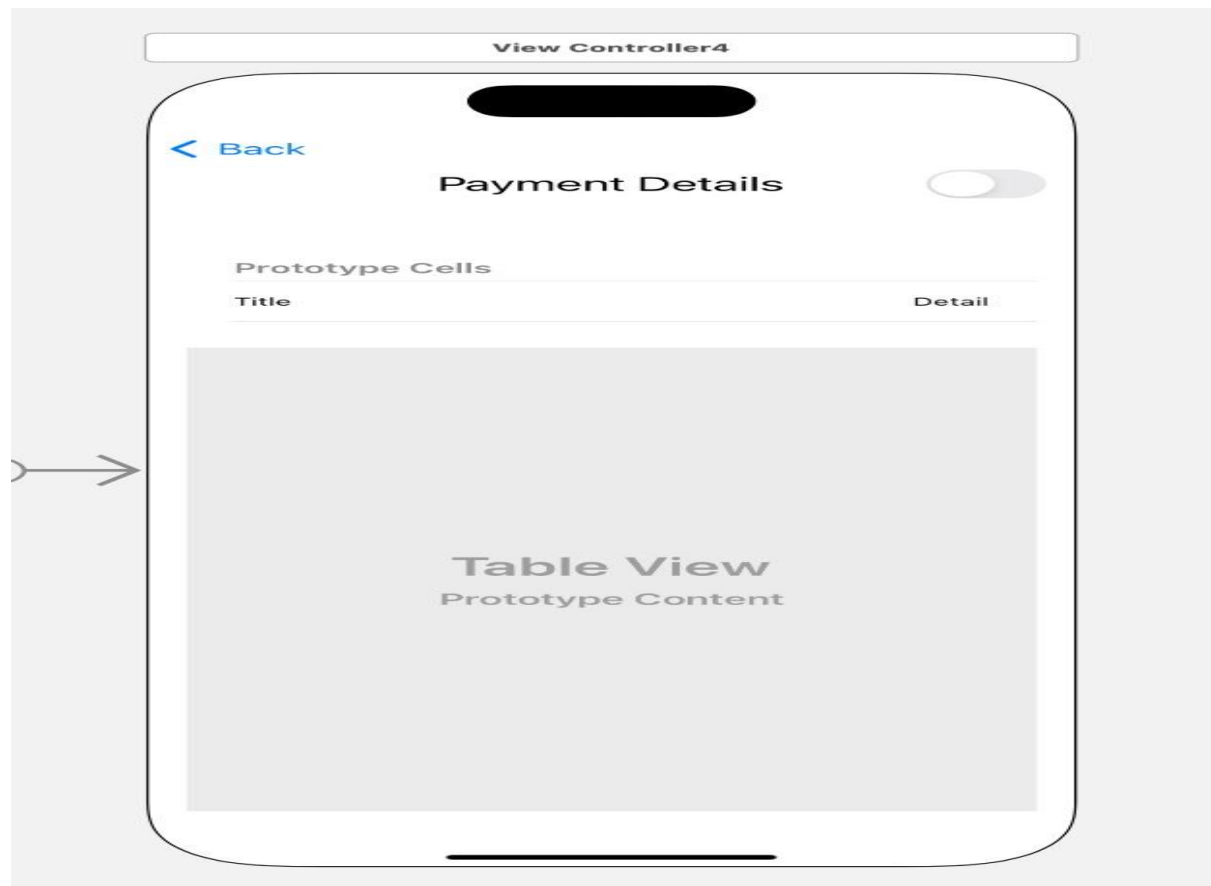 View Controller4
Back
Payment Details
Prototype Cells
Title Detail
Table View
Prototype Content